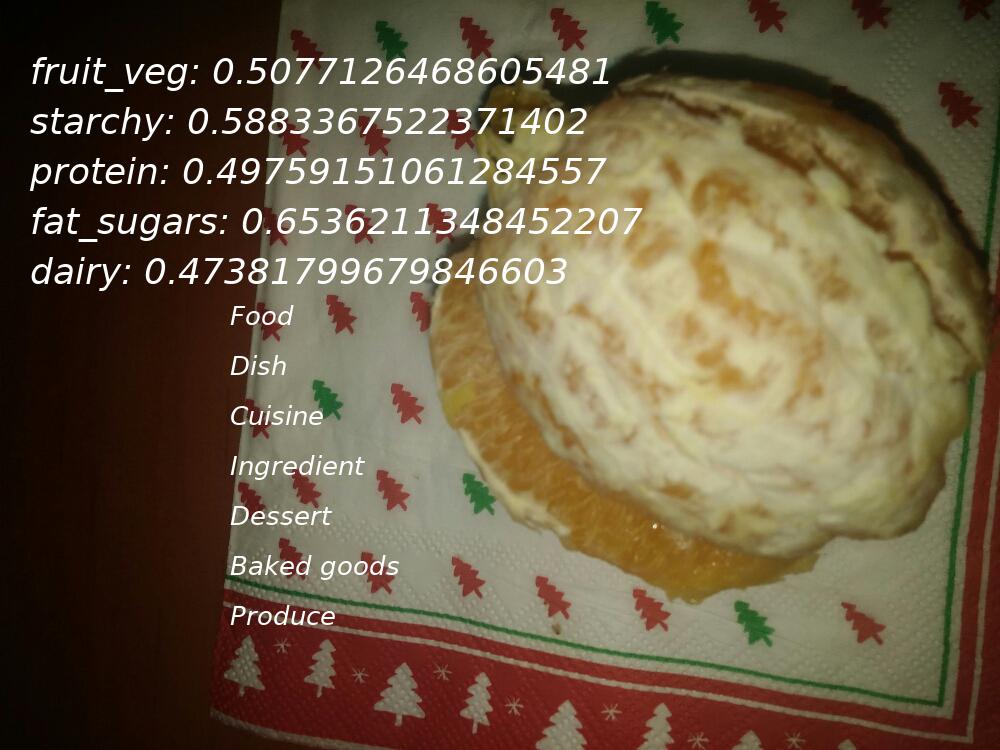 fruit_veg: 0.5077126468605481
starchy: 0.5883367522371402
protein: 0.49759151061284557
fat_sugars: 0.6536211348452207
dairy: 0.47381799679846603
Food
Dish
Cuisine
Ingredient
Dessert
Baked goods
Produce